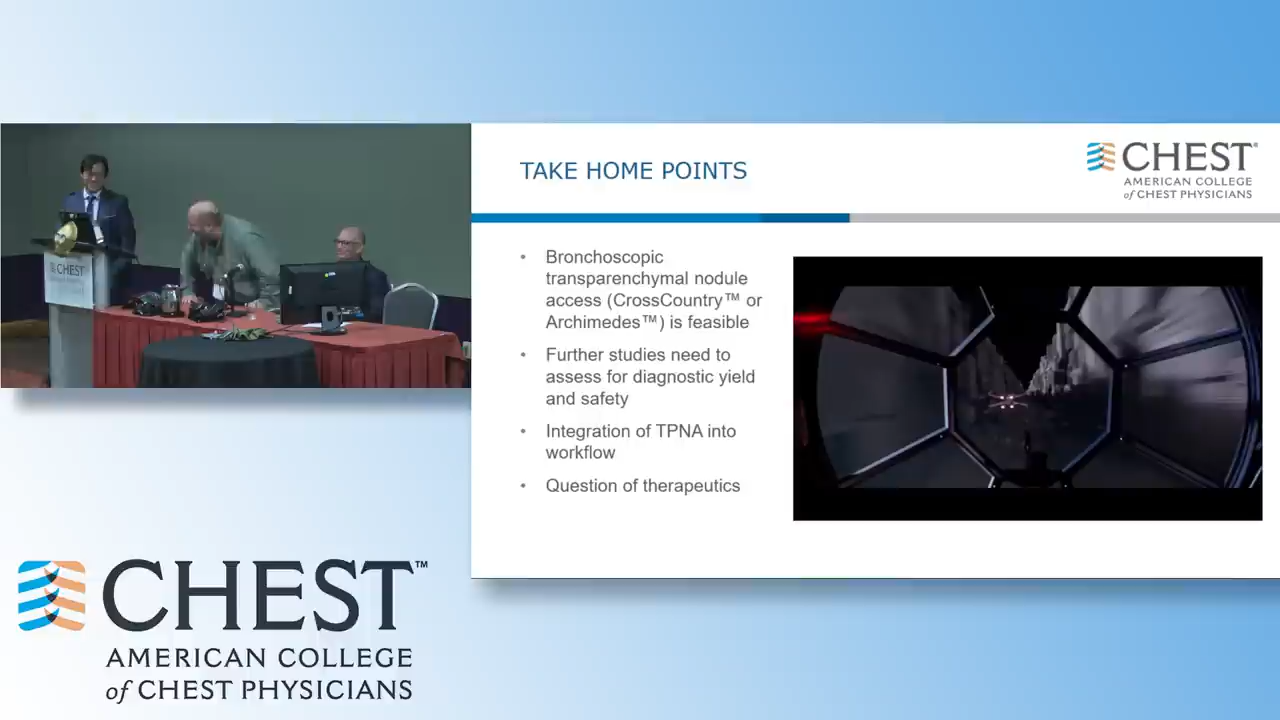 CHEST
TAKE HOME POINTS
CHEST®
AMERICAN COLLEGE
of CHEST PHYSICIANS
• Bronchoscopic
transparenchymal nodule
access (CrossCountry™ or
Archimedes™) is feasible
• Further studies need to
assess for diagnostic yield
and safety
• Integration of TPNA into
workflow
• Question of therapeutics
CHEST™
AMERICAN COLLEGE
of CHEST PHYSICIANS